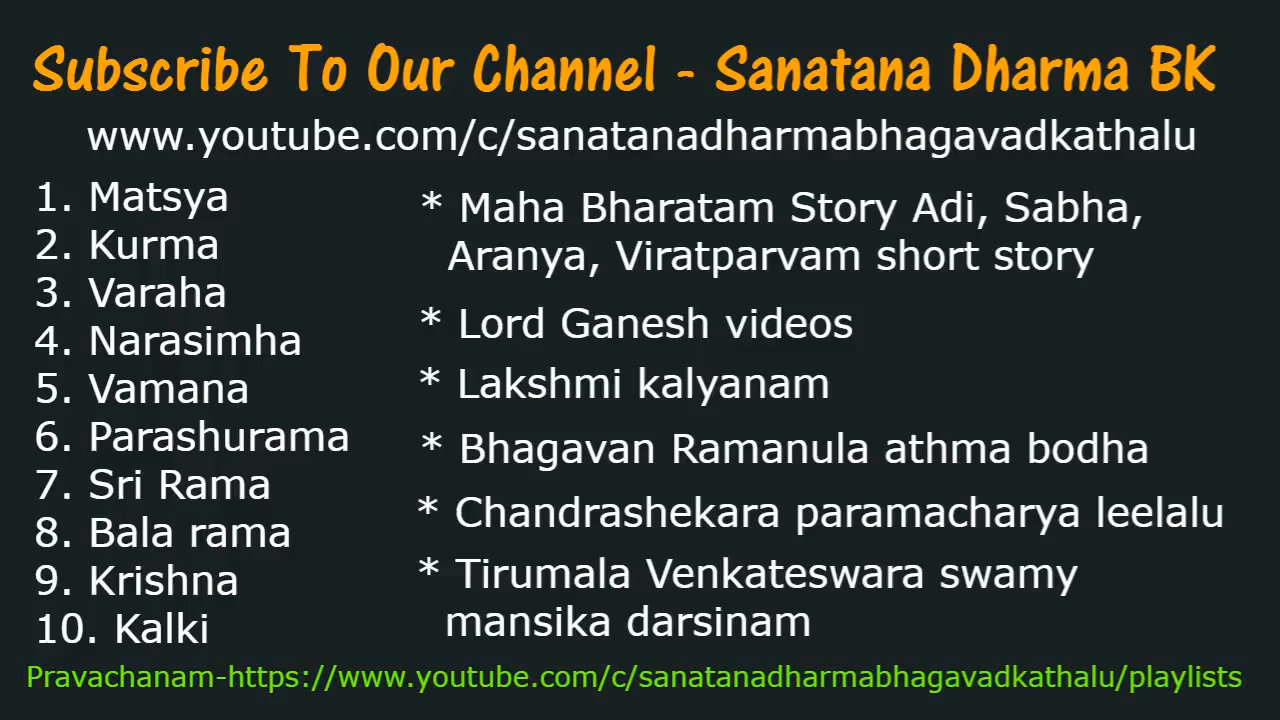 Subscribe To Our Channel - Sanatana Dharma BK
www.youtube.com/c/sanatanadharmabhagavadkathalu
1. Matsya
2. Kurma
3. Varaha
4. Narasimha
5. Vamana
6. Parashurama
7. Sri Rama
8. Bala rama
9. Krishna
10. Kalki
* Maha Bharatam Story Adi, Sabha,
Aranya, Viratparvam short story
* Lord Ganesh videos
* Lakshmi kalyanam
* Bhagavan Ramanula athma bodha
* Chandrashekara paramacharya leelalu
* Tirumala Venkateswara swamy
mansika darsinam
Pravachanam-https://www.youtube.com/c/sanatanadharmabhagavadkathalu/playlists